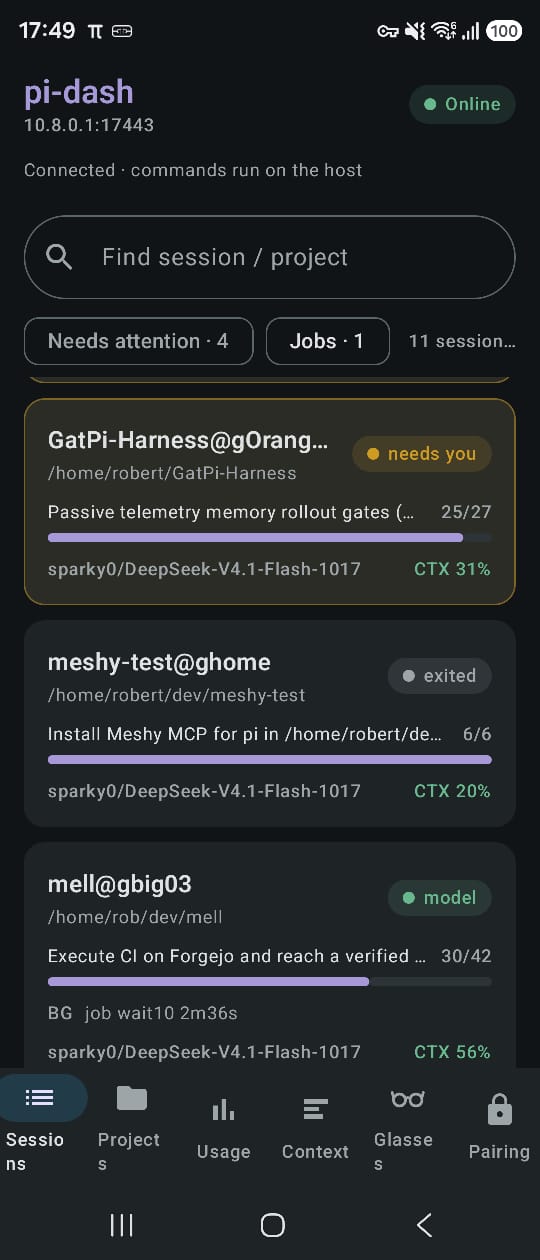 17:49 π
6 100
pi-dash
10.8.0.1:17443
Online
Connected · commands run on the host
Find session / project
Needs attention · 4
Jobs · 1
11 session…
GatPi-Harness@gOrang…
needs you
/home/robert/GatPi-Harness
Passive telemetry memory rollout gates (… 25/27
sparky0/DeepSeek-V4.1-Flash-1017 CTX 31%
meshy-test@ghome
exited
/home/robert/dev/meshy-test
Install Meshy MCP for pi in /home/robert/de… 6/6
sparky0/DeepSeek-V4.1-Flash-1017 CTX 20%
mell@gbig03
model
/home/rob/dev/mell
Execute CI on Forgejo and reach a verified … 30/42
BG job wait10 2m36s
sparky0/DeepSeek-V4.1-Flash-1017 CTX 56%
Sessio
ns
Project
s
Usage
Context
Glasse
s
Pairing